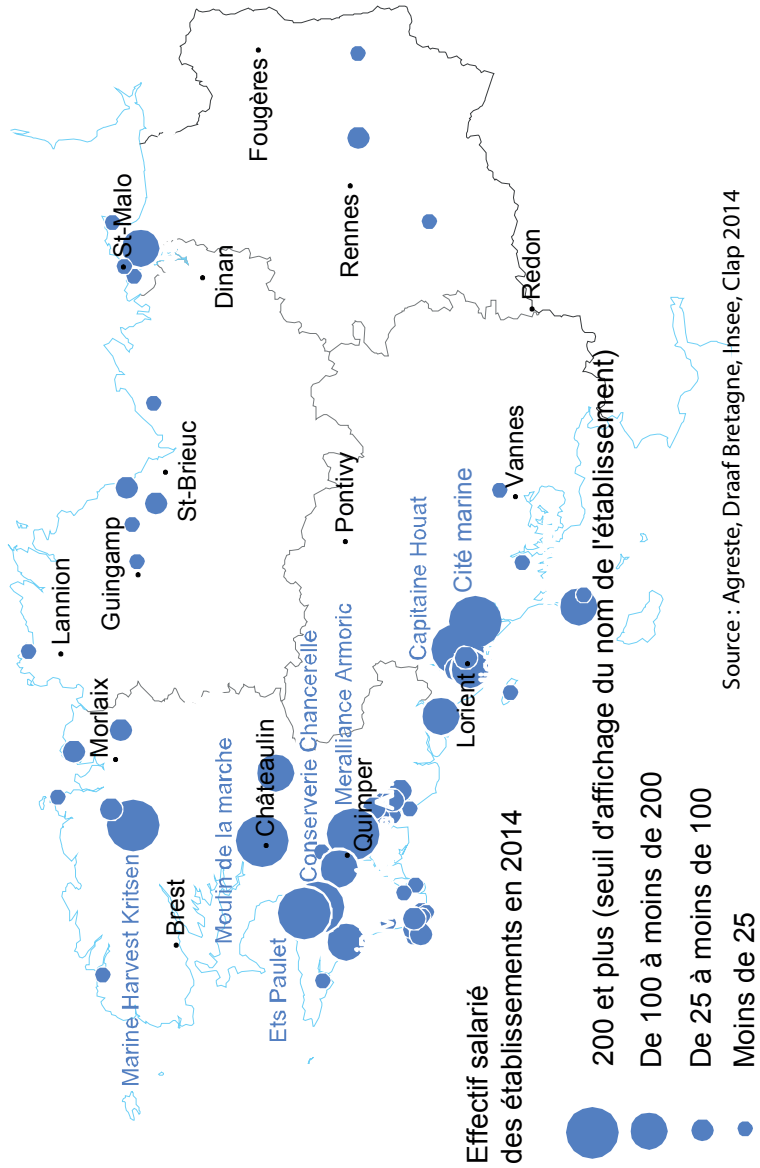 Lannion
St-Malo
Morlaix
Guingamp
Marine Harvest Kritsen
St-Brieuc
Brest
Dinan
Fougères
Moulin de la marche
Châteaulin
Ets Paulet
Conserverie Chancerelle
Meralliance Armoric
Quimper
Pontivy
Rennes
Capitaine Houat
Cité marine
Lorient
Vannes
Redon
Effectif salarié
des établissements en 2014
200 et plus (seuil d'affichage du nom de l'établissement)
De 100 à moins de 200
De 25 à moins de 100
Moins de 25
Source : Agreste, Draaf Bretagne, Insee, Clap 2014